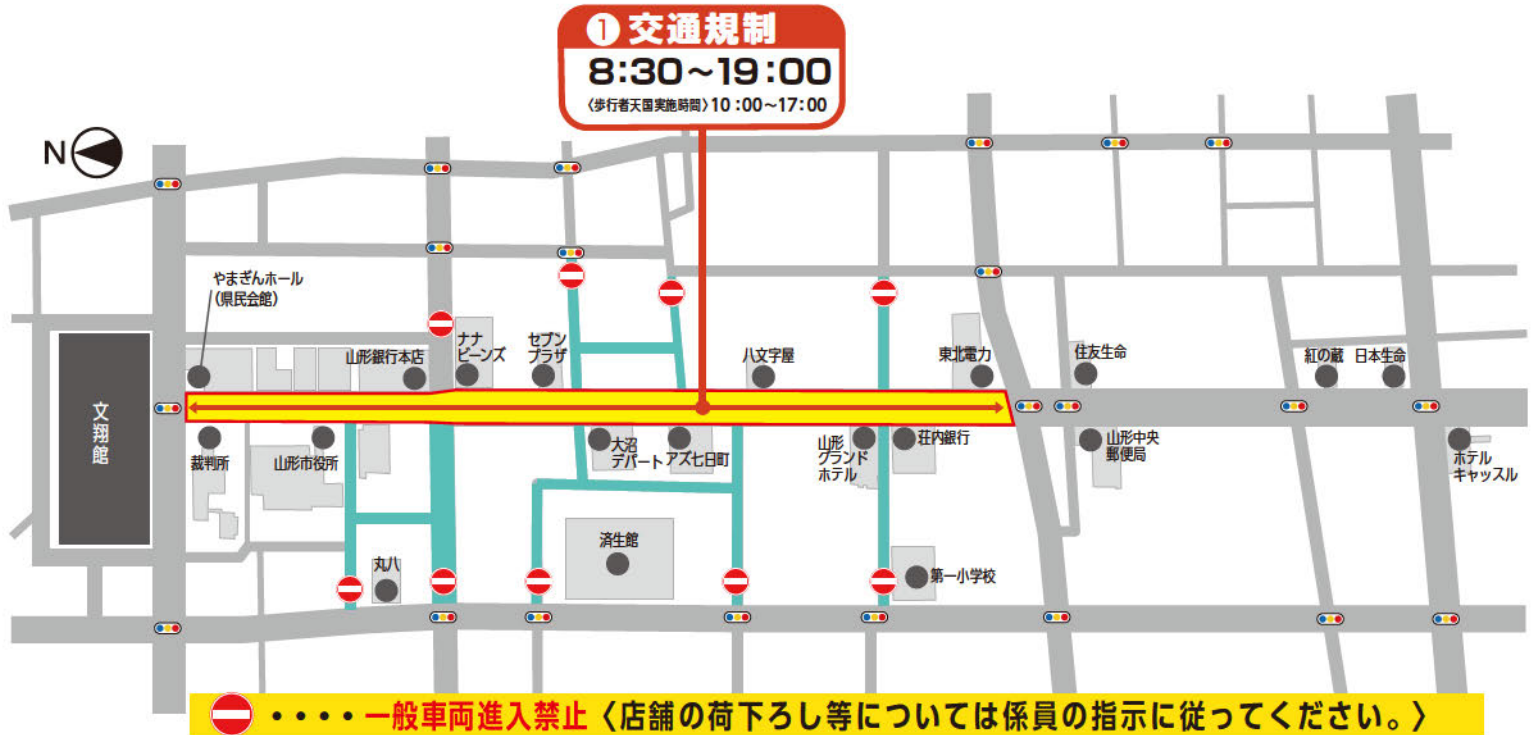 ❶ 交通規制
8:30～19:00
〈歩行者天国実施時間〉10:00～17:00
N
やまぎんホール
（県民会館）
山形銀行本店
ナナ
ビーンズ
セブン
プラザ
八文字屋
東北電力
住友生命
紅の蔵
日本生命
文翔館
裁判所
山形市役所
大沼
デパート
アズ七日町
山形
グランド
ホテル
荘内銀行
山形中央
郵便局
ホテル
キャッスル
丸八
済生館
第一小学校
・・・・一般車両進入禁止〈店舗の荷下ろし等については係員の指示に従ってください。〉